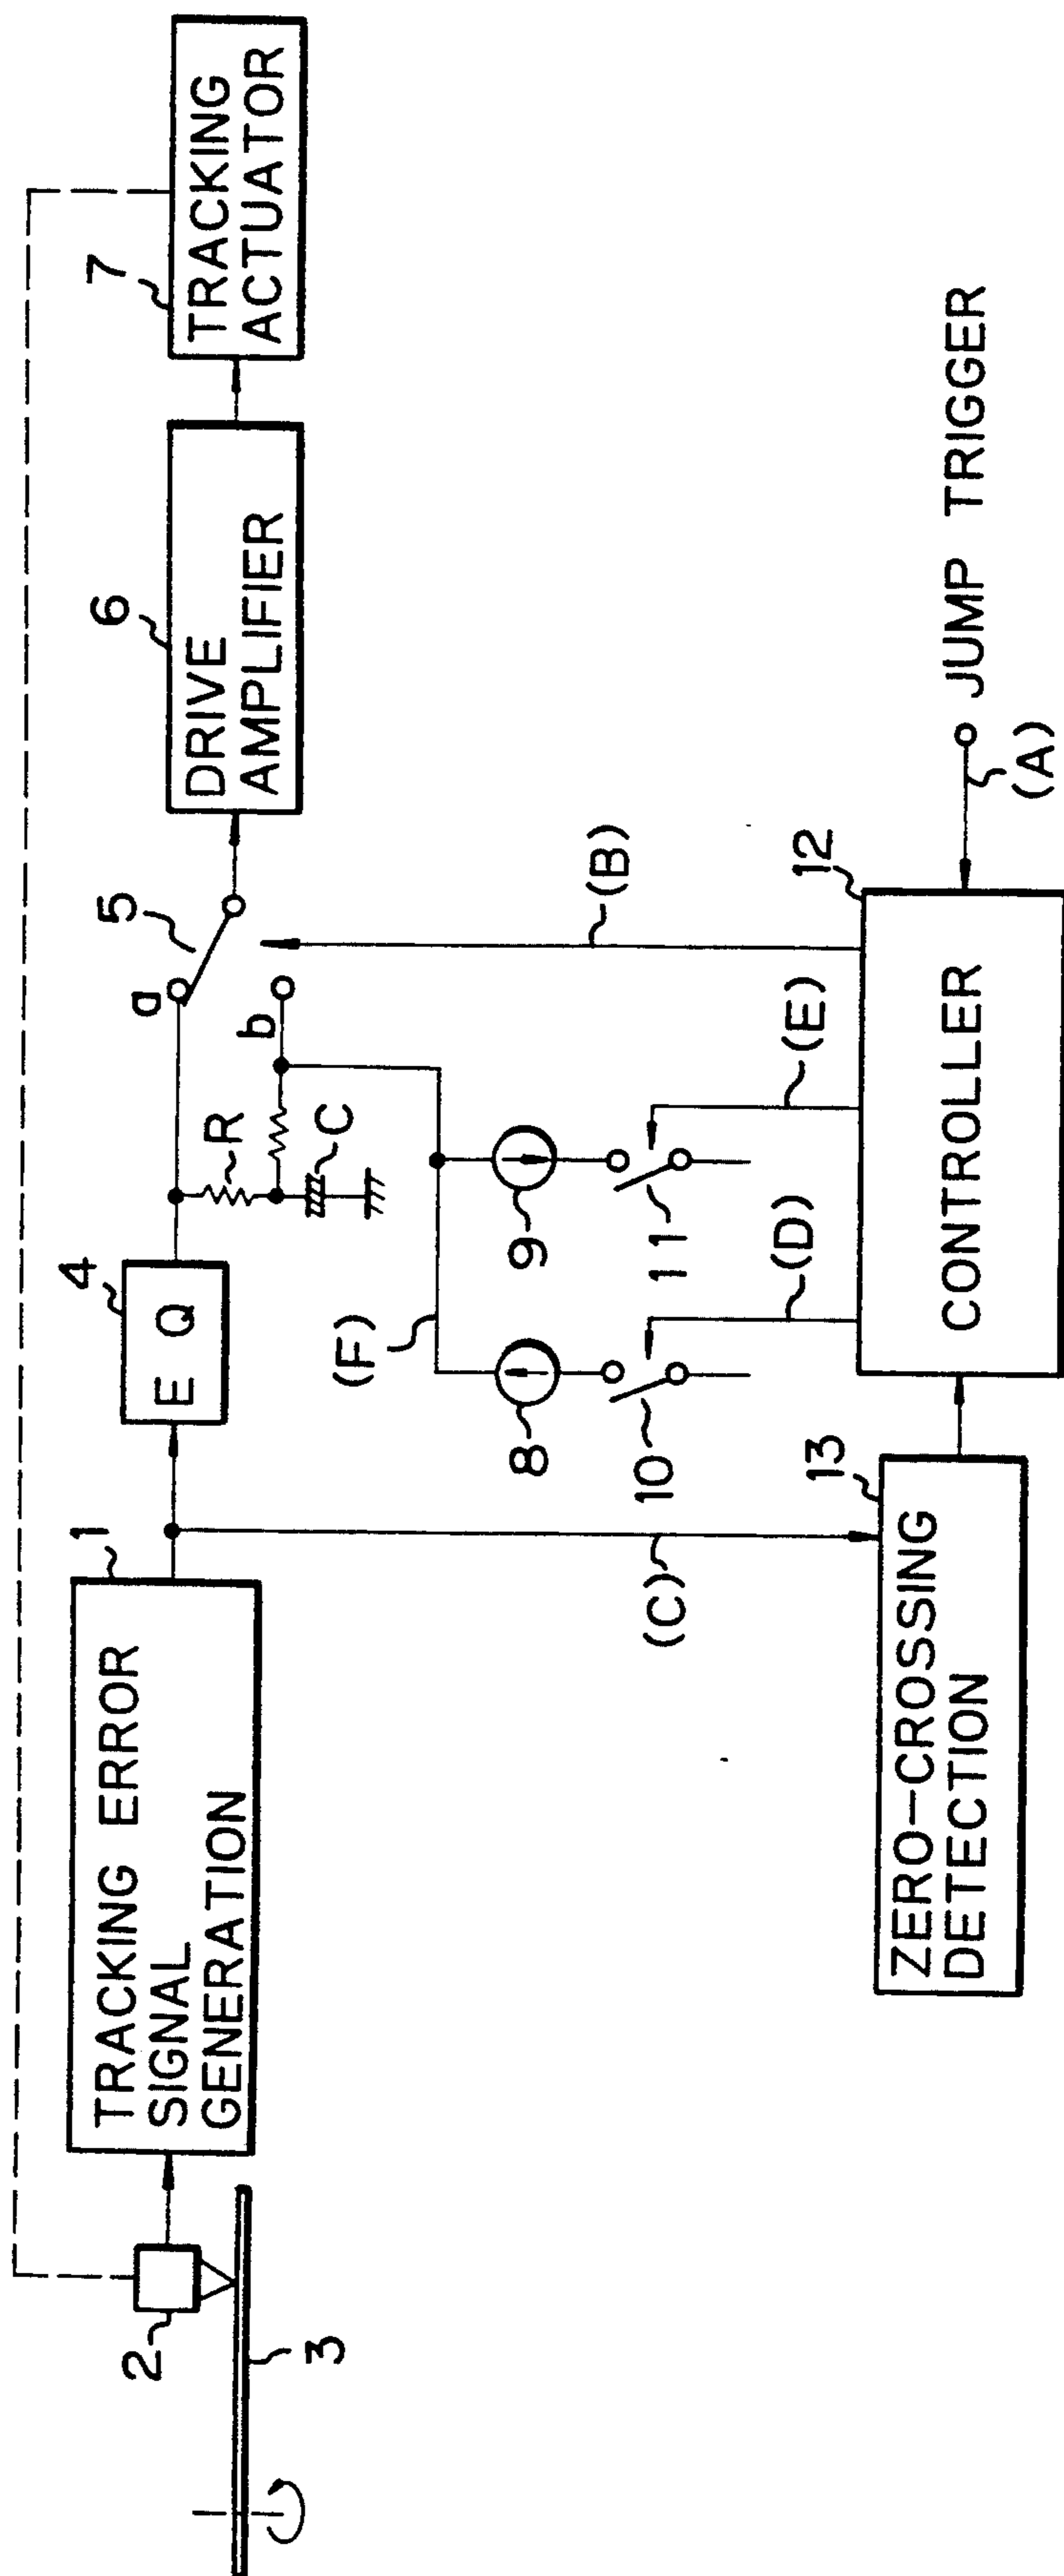 2
3
TRACKING ERROR
SIGNAL
GENERATION
1
4
E Q
R
C
a
b
5
6
DRIVE
AMPLIFIER
7
TRACKING
ACTUATOR
(F)
8
9
10
11
(C)
(D)
(E)
(B)
13
ZERO-CROSSING
DETECTION
12
CONTROLLER
(A)
JUMP TRIGGER